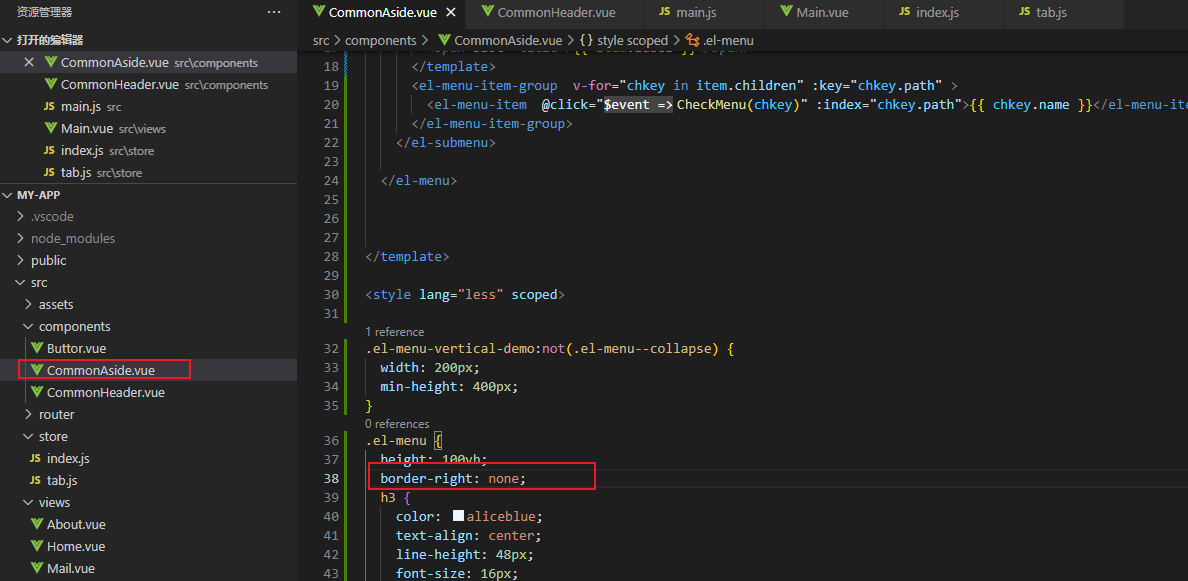 资源管理器
···
打开的编辑器
CommonAside.vue src\components
CommonHeader.vue src\components
JS main.js src
Main.vue src\views
JS index.js src\store
JS tab.js src\store
MY-APP
.vscode
node_modules
public
src
assets
components
Buttor.vue
CommonAside.vue
CommonHeader.vue
router
store
JS index.js
JS tab.js
views
About.vue
Home.vue
Mail.vue
CommonAside.vue
CommonHeader.vue
JS main.js
Main.vue
JS index.js
JS tab.js
src > components > CommonAside.vue > {} style scoped > .el-menu
18 </template>
19 <el-menu-item-group v-for="chkey in item.children" :key="chkey.path" >
20 <el-menu-item @click="$event => CheckMenu(chkey)" :index="chkey.path">{{ chkey.name }}</el-menu-ite
21 </el-menu-item-group>
22 </el-submenu>
23
24 </el-menu>
25
26
27
28 </template>
29
30 <style lang="less" scoped>
31
1 reference
32 .el-menu-vertical-demo:not(.el-menu--collapse) {
33 width: 200px;
34 min-height: 400px;
35 }
0 references
36 .el-menu {
37 height: 100vh;
38 border-right: none;
39 h3 {
40 color: aliceblue;
41 text-align: center;
42 line-height: 48px;
43 font-size: 16px;